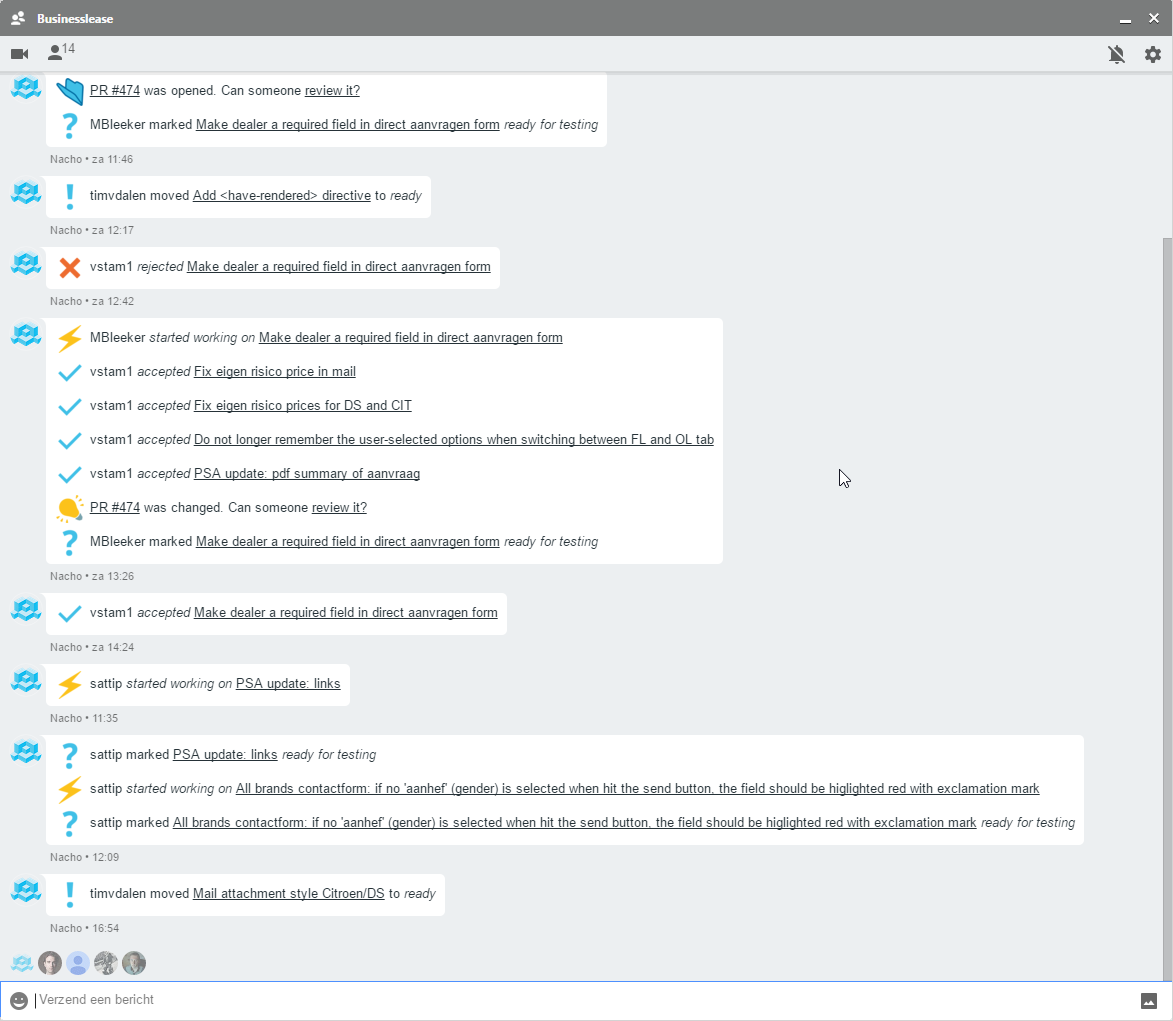 Businesslease
14
PR #474 was opened. Can someone review it?
MBleeker marked Make dealer a required field in direct aanvragen form ready for testing
Nacho • za 11:46
timvdalen moved Add <have-rendered> directive to ready
Nacho • za 12:17
vstam1 rejected Make dealer a required field in direct aanvragen form
Nacho • za 12:42
MBleeker started working on Make dealer a required field in direct aanvragen form
vstam1 accepted Fix eigen risico price in mail
vstam1 accepted Fix eigen risico prices for DS and CIT
vstam1 accepted Do not longer remember the user-selected options when switching between FL and OL tab
vstam1 accepted PSA update: pdf summary of aanvraag
PR #474 was changed. Can someone review it?
MBleeker marked Make dealer a required field in direct aanvragen form ready for testing
Nacho • za 13:26
vstam1 accepted Make dealer a required field in direct aanvragen form
Nacho • za 14:24
sattip started working on PSA update: links
Nacho • 11:35
sattip marked PSA update: links ready for testing
sattip started working on All brands contactform: if no 'aanhef' (gender) is selected when hit the send button, the field should be higlighted red with exclamation mark
sattip marked All brands contactform: if no 'aanhef' (gender) is selected when hit the send button, the field should be higlighted red with exclamation mark ready for testing
Nacho • 12:09
timvdalen moved Mail attachment style Citroen/DS to ready
Nacho • 16:54
Verzend een bericht